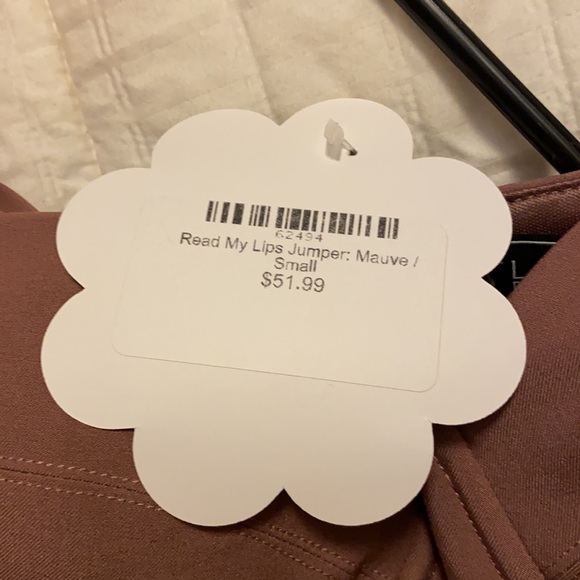 62494
Read My Lips Jumper: Mauve /
Small
$51.99